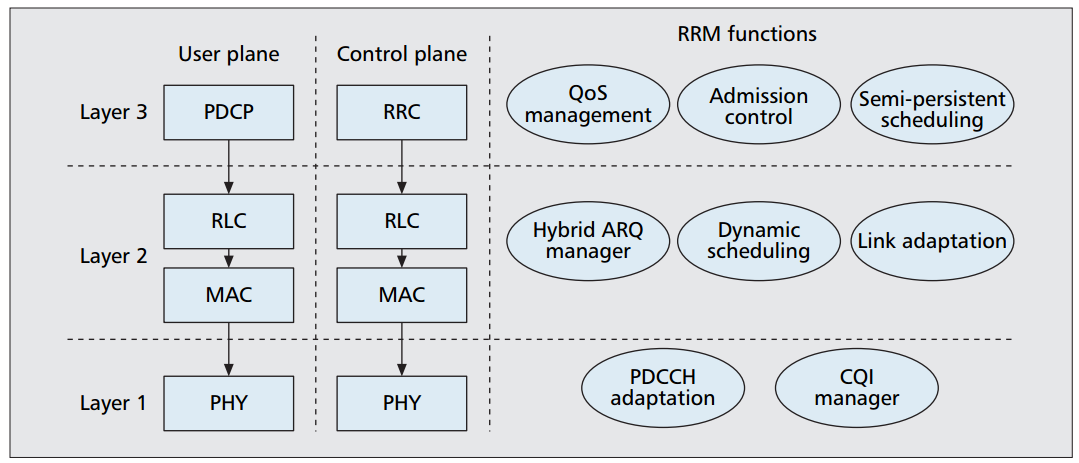 RRM functions
User plane
Control plane
Layer 3
PDCP
RRC
QoS
management
Admission
control
Semi-persistent
scheduling
Layer 2
RLC
RLC
MAC
MAC
Hybrid ARQ
manager
Dynamic
scheduling
Link adaptation
Layer 1
PHY
PHY
PDCCH
adaptation
CQI
manager